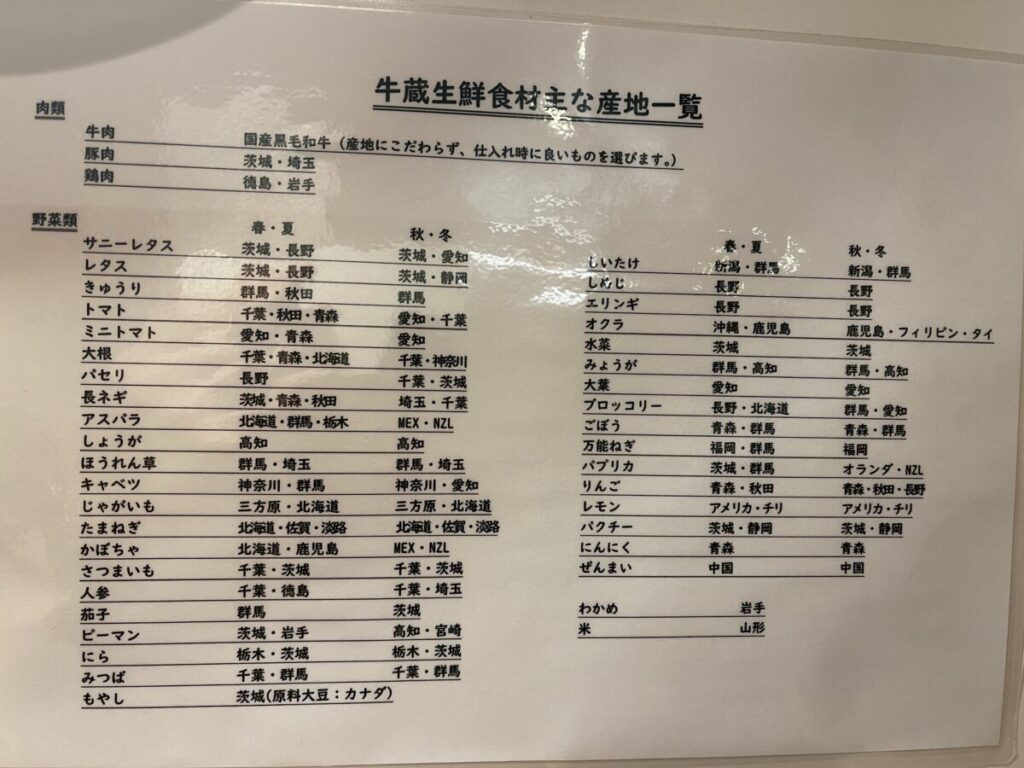 牛蔵生鮮食材主な産地一覧
肉類
牛肉 国産黒毛和牛（産地にこだわらず、仕入れ時に良いものを選びます。）
豚肉 茨城・埼玉
鶏肉 徳島・岩手
野菜類
春・夏 秋・冬
サニーレタス 茨城・長野 茨城・愛知
レタス 茨城・長野 茨城・静岡
きゅうり 群馬・秋田 群馬
トマト 千葉・秋田・青森 愛知・千葉
ミニトマト 愛知・青森 愛知
大根 千葉・青森・北海道 千葉・神奈川
パセリ 長野 千葉・茨城
長ネギ 茨城・青森・秋田 埼玉・千葉
アスパラ 北海道・群馬・栃木 MEX・NZL
しょうが 高知 高知
ほうれん草 群馬・埼玉 群馬・埼玉
キャベツ 神奈川・群馬 神奈川・愛知
じゃがいも 三方原・北海道 三方原・北海道
たまねぎ 北海道・佐賀・淡路 北海道・佐賀・淡路
かぼちゃ 北海道・鹿児島 MEX・NZL
さつまいも 千葉・茨城 千葉・茨城
人参 千葉・徳島 千葉・埼玉
茄子 群馬 茨城
ピーマン 茨城・岩手 高知・宮崎
にら 栃木・茨城 栃木・茨城
みつば 千葉・群馬 千葉・群馬
もやし 茨城(原料大豆：カナダ)
春・夏 秋・冬
しいたけ 新潟・群馬 新潟・群馬
しめじ 長野 長野
エリンギ 長野 長野
オクラ 沖縄・鹿児島 鹿児島・フィリピン・タイ
水菜 茨城 茨城
みょうが 群馬・高知 群馬・高知
大葉 愛知 愛知
ブロッコリー 長野・北海道 群馬・愛知
ごぼう 青森・群馬 青森・群馬
万能ねぎ 福岡・群馬 福岡
パプリカ 茨城・群馬 オランダ・NZL
りんご 青森・秋田 青森・秋田・長野
レモン アメリカ・チリ アメリカ・チリ
パクチー 茨城・静岡 茨城・静岡
にんにく 青森 青森
ぜんまい 中国 中国
わかめ 岩手
米 山形